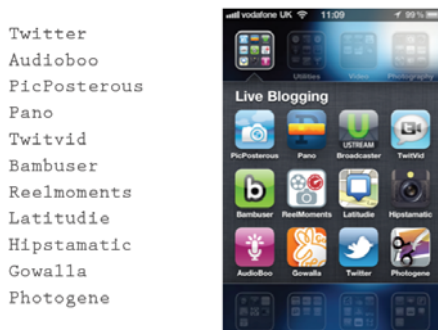 Twitter
Audioboo
PicPosterous
Pano
Twitvid
Bambuser
Reelmoments
Latitudie
Hipstamatic
Gowalla
Photogene
vodafone UK 11:09 99%
Utilities Video Photography
Live Blogging
PicPosterous Pano Broadcaster TwitVid
USTREAM
Bambuser ReelMoments Latitudie Hipstamatic
AudioBoo Gowalla Twitter Photogene